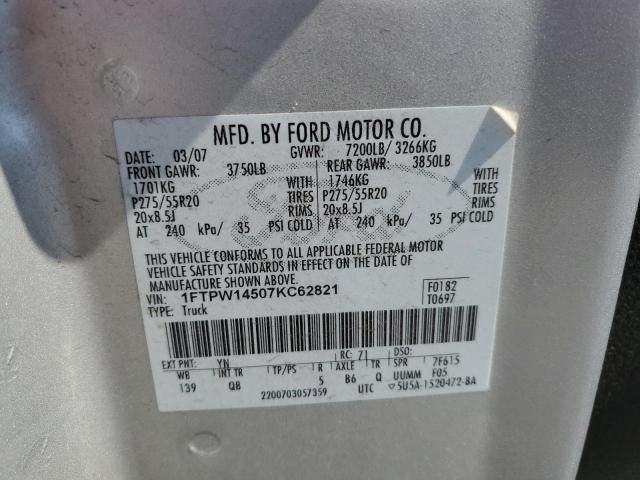 MFD. BY FORD MOTOR CO.
DATE: 03/07 GVWR: 7200LB/ 3266KG
FRONT GAWR: 3750LB REAR GAWR: 3850LB
1701KG WITH 1746KG WITH
P275/55R20 TIRES P275/55R20 TIRES
20x8.5J RIMS 20x8.5J RIMS
AT 240 kPa/ 35 PSI COLD AT 240 kPa/ 35 PSI COLD
Ford
THIS VEHICLE CONFORMS TO ALL APPLICABLE FEDERAL MOTOR
VEHICLE SAFETY STANDARDS IN EFFECT ON THE DATE OF
MANUFACTURE SHOWN ABOVE.
VIN: 1FTPW14507KC62821 F0182
TYPE: Truck T0697
EXT PNT: YN RC: 71 DSO:
WB INT TR TP/PS R AXLE TR SPR 7F615
139 QB 5 B6 Q UUMM F05
2200703057359 UTC 5U5A-1520472-BA